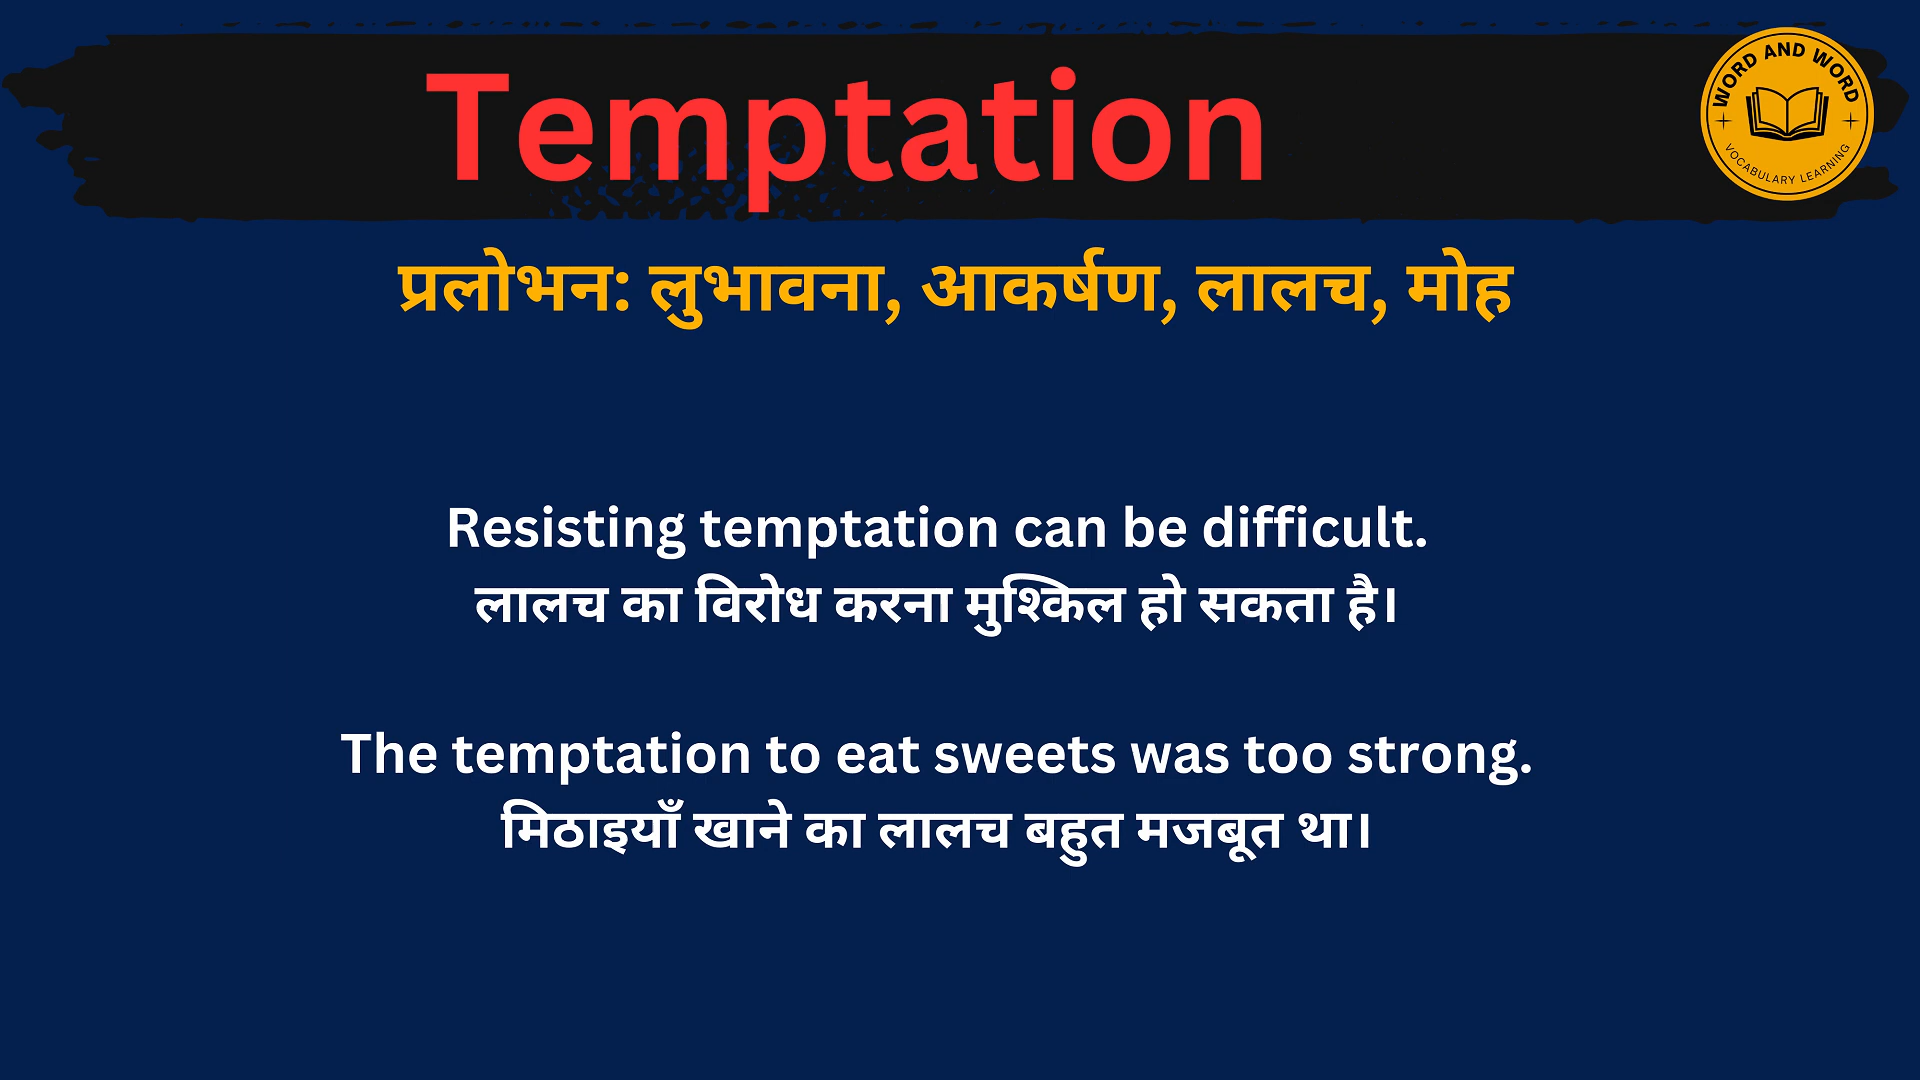 Temptation
WORD AND WORD
VOCABULARY LEARNING
प्रलोभन: लुभावना, आकर्षण, लालच, मोह
Resisting temptation can be difficult.
लालच का विरोध करना मुश्किल हो सकता है।
The temptation to eat sweets was too strong.
मिठाइयाँ खाने का लालच बहुत मजबूत था।